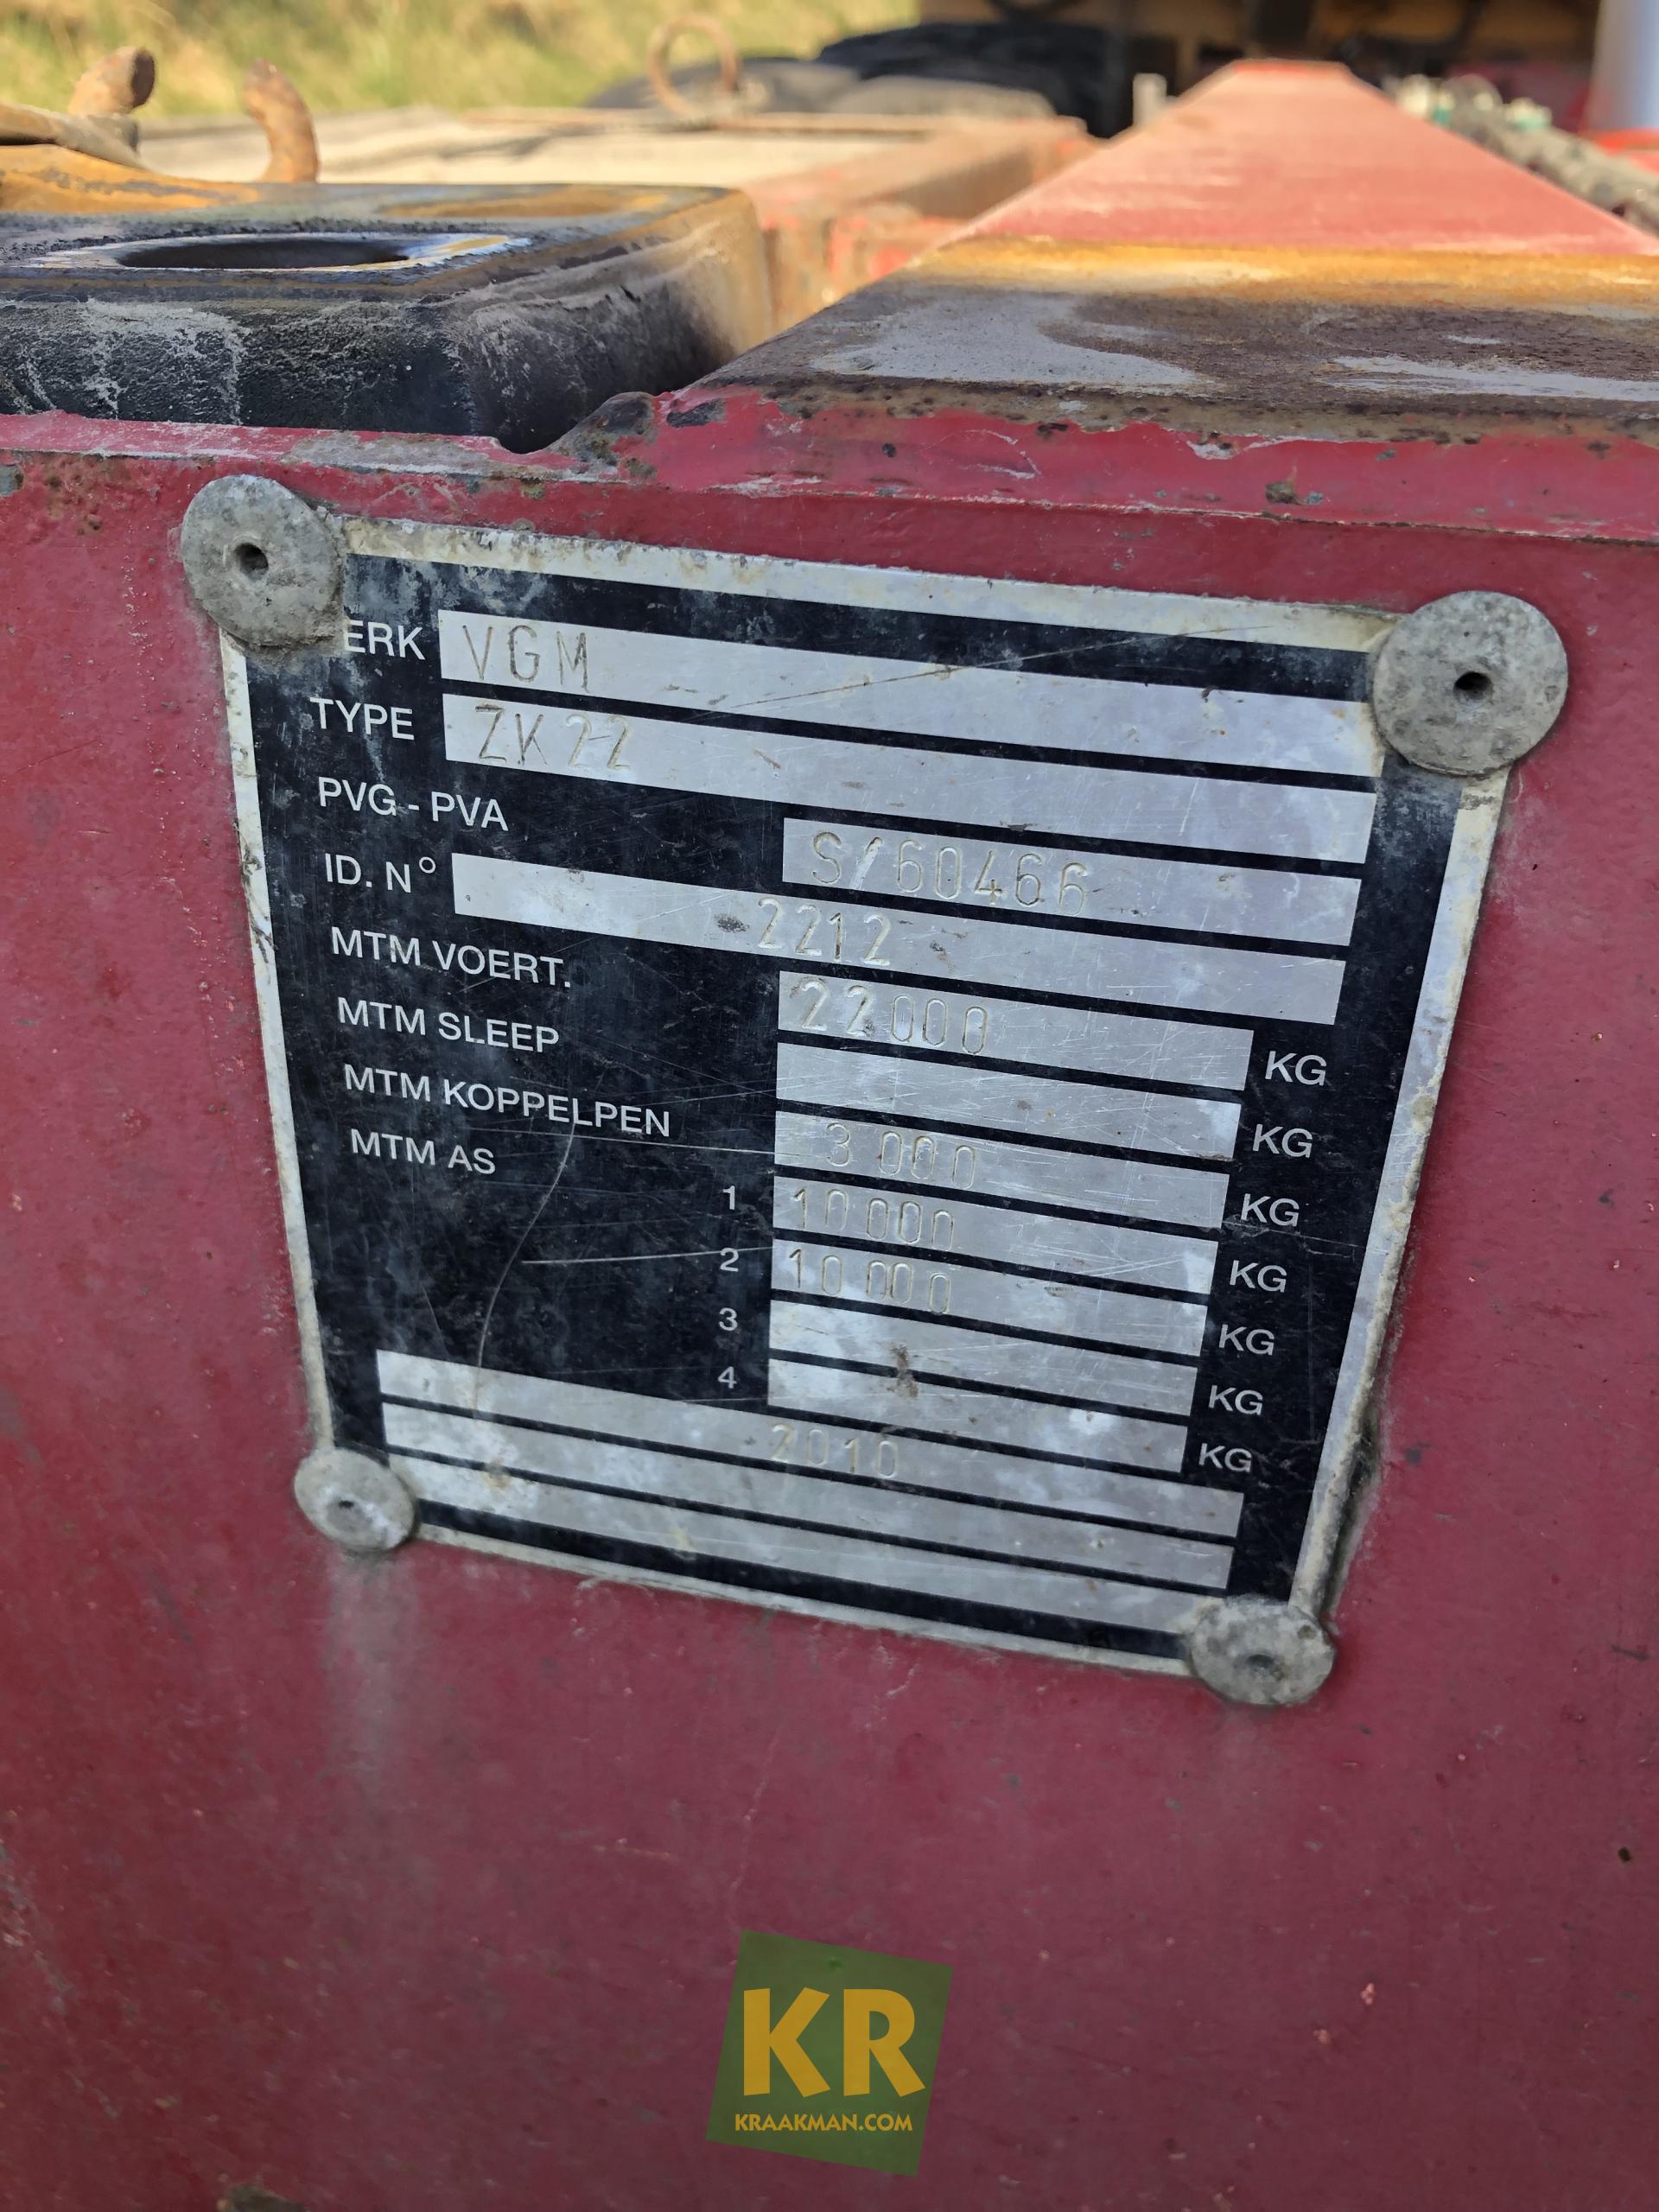 ERK VGM
TYPE ZK22
PVG - PVA S/60466
ID. N° 2212
MTM VOERT. 22000 KG
MTM SLEEP KG
MTM KOPPELPEN 3000 KG
MTM AS
1 10000 KG
2 10000 KG
3 KG
4 KG
2010
KR
KRAAKMAN.COM